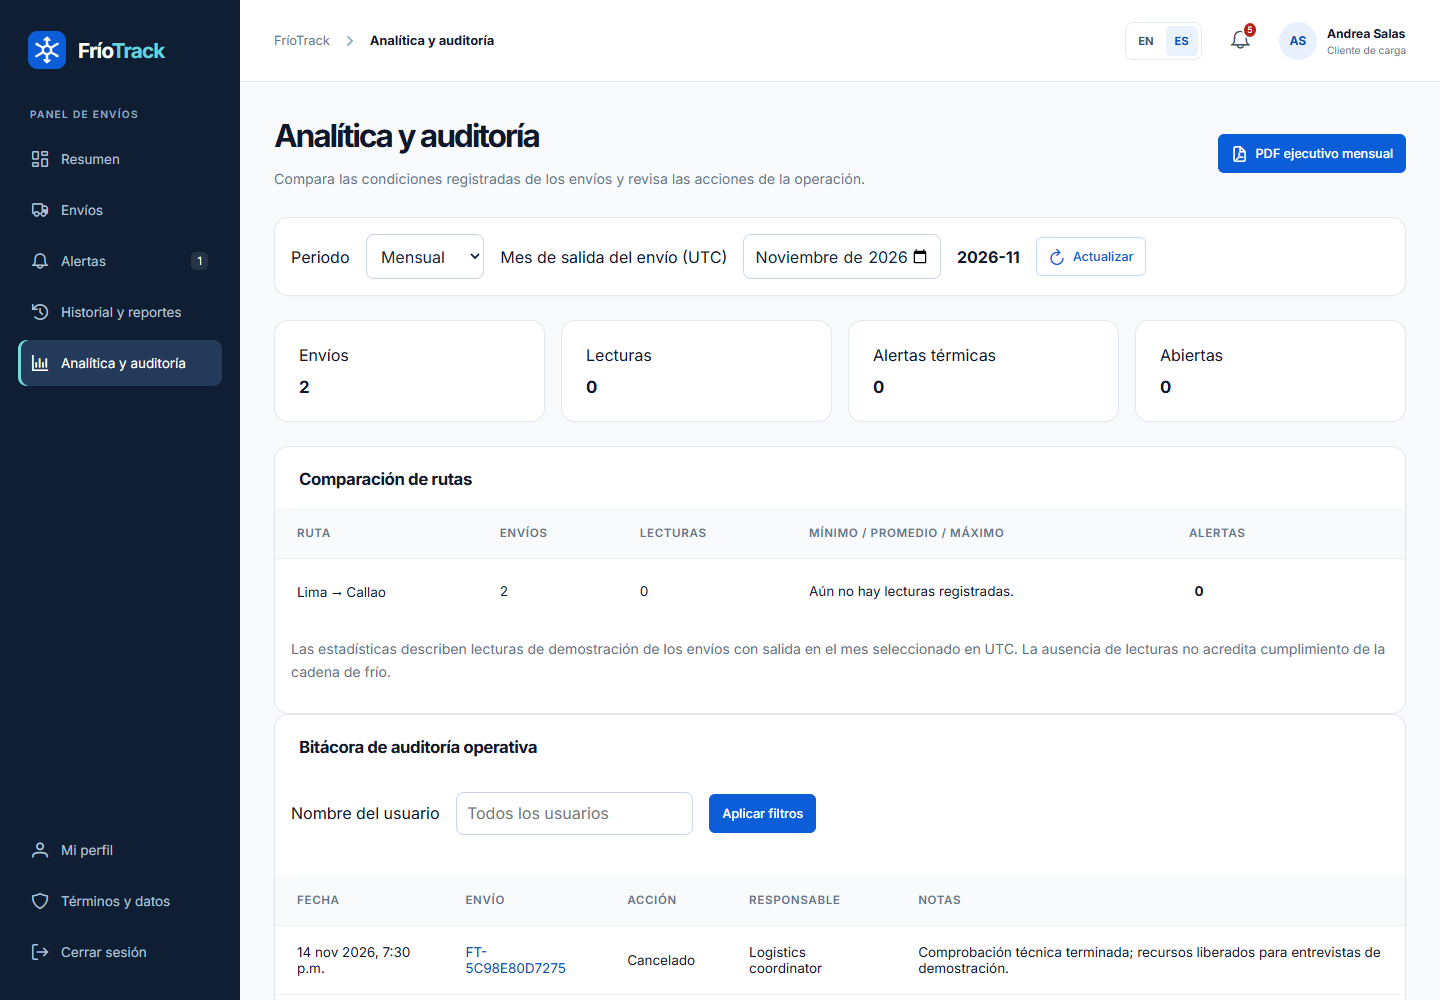 FríoTrack
PANEL DE ENVÍOS
Resumen
Envíos
Alertas 1
Historial y reportes
Analítica y auditoría
Mi perfil
Términos y datos
Cerrar sesión
FríoTrack > Analítica y auditoría
EN ES
5
AS
Andrea Salas
Cliente de carga
Analítica y auditoría
Compara las condiciones registradas de los envíos y revisa las acciones de la operación.
PDF ejecutivo mensual
Periodo Mensual Mes de salida del envío (UTC) Noviembre de 2026 2026-11 Actualizar
Envíos
2
Lecturas
0
Alertas térmicas
0
Abiertas
0
Comparación de rutas
RUTA ENVÍOS LECTURAS MÍNIMO / PROMEDIO / MÁXIMO ALERTAS
Lima → Callao 2 0 Aún no hay lecturas registradas. 0
Las estadísticas describen lecturas de demostración de los envíos con salida en el mes seleccionado en UTC. La ausencia de lecturas no acredita cumplimiento de la
cadena de frío.
Bitácora de auditoría operativa
Nombre del usuario Todos los usuarios Aplicar filtros
FECHA ENVÍO ACCIÓN RESPONSABLE NOTAS
14 nov 2026, 7:30
p.m.
FT-
5C98E80D7275
Cancelado
Logistics
coordinator
Comprobación técnica terminada; recursos liberados para entrevistas de
demostración.